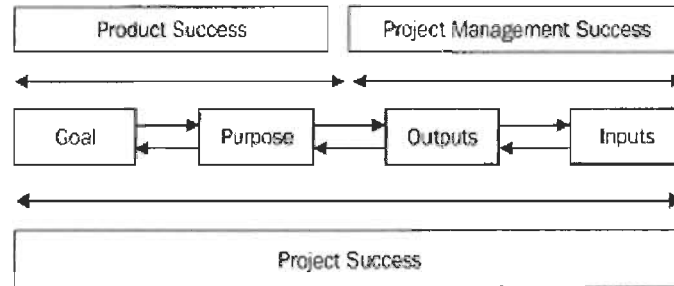 Product Success
Project Management Success
Goal
Purpose
Outputs
Inputs
Project Success